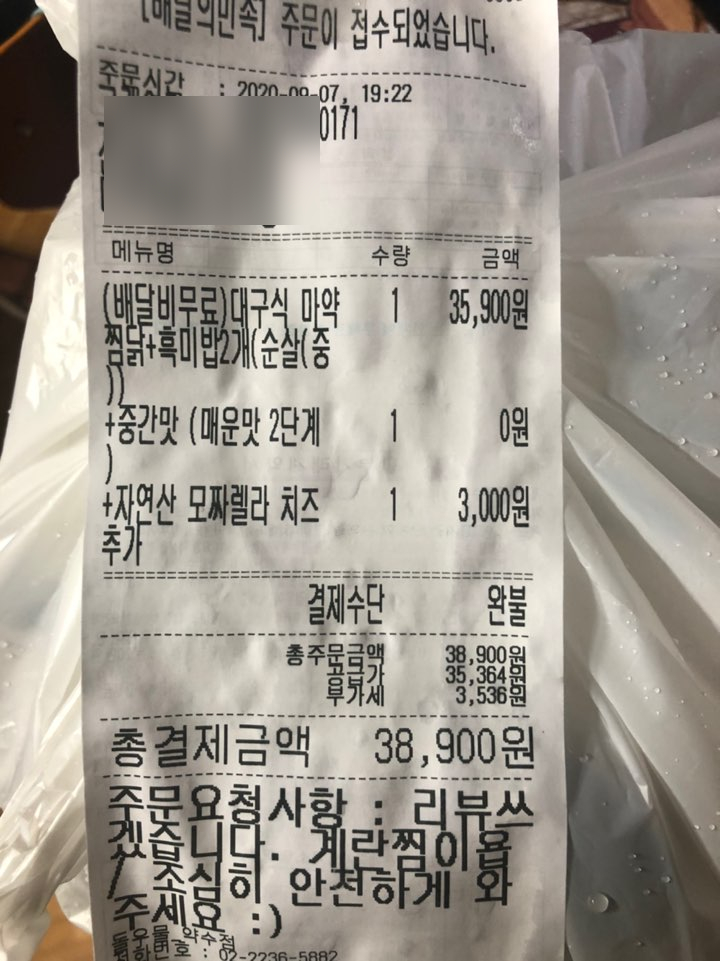 [배달의민족] 주문이 접수되었습니다.
주문시간 : 2020-09-07, 19:22
0171
메뉴명 수량 금액
(배달비무료)대구식 마약 1 35,900원
찜닭+흑미밥2개(순살(중
))
+중간맛 (매운맛 2단계 1 0원
)
+자연산 모짜렐라 치즈 1 3,000원
추가
결제수단 완불
총주문금액 38,900원
공급가 35,364원
부가세 3,536원
총결제금액 38,900원
주문요청사항 : 리뷰쓰
겠습니다. 계란찜이욥
/ 조심히 안전하게 와
주세요 :)
약수점
: 02-2236-5882